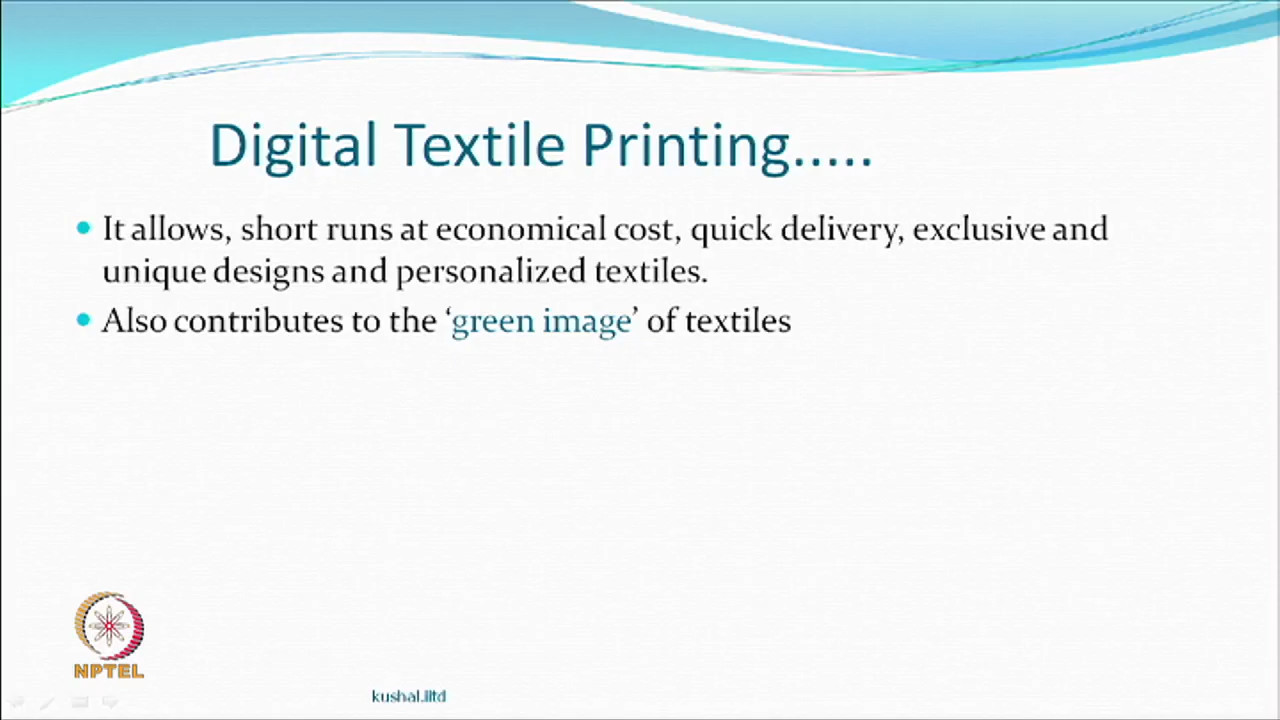 Digital Textile Printing.....
It allows, short runs at economical cost, quick delivery, exclusive and
unique designs and personalized textiles.
Also contributes to the ‘green image’ of textiles
NPTEL
kushal.iitd